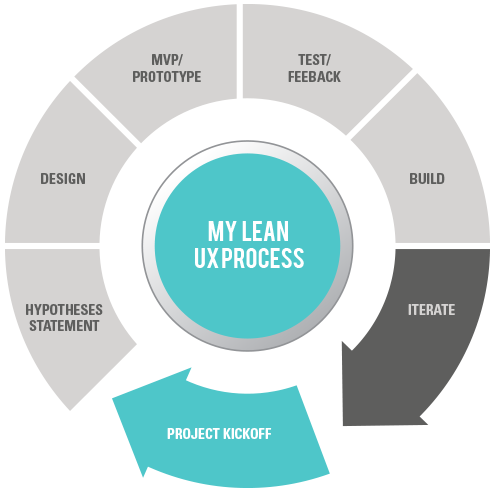 MVP/
PROTOTYPE
TEST/
FEEBACK
DESIGN
BUILD
MY LEAN
UX PROCESS
HYPOTHESES
STATEMENT
ITERATE
PROJECT KICKOFF